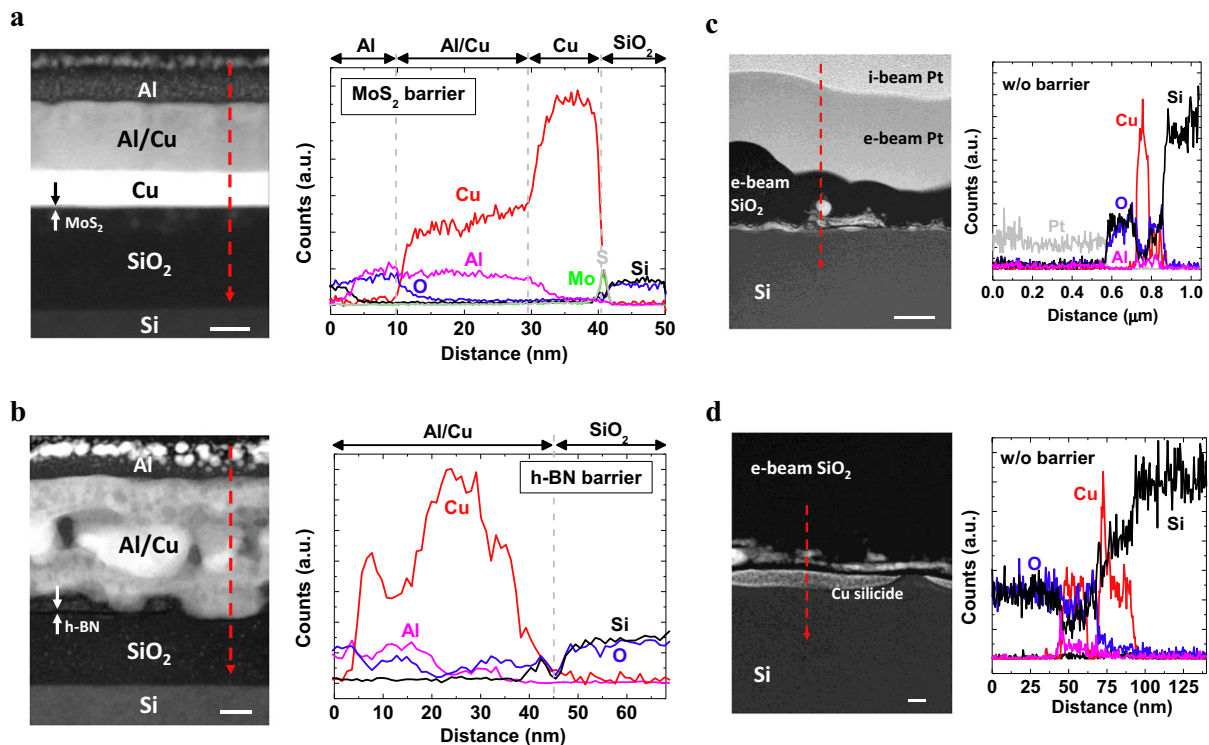 a
Al
Al/Cu
Cu
MoS2
SiO2
Si
Al Al/Cu Cu SiO2
MoS2 barrier
Counts (a.u.)
Cu
Al
O
Mo
S
Si
0 10 20 30 40 50
Distance (nm)
b
Al
Al/Cu
h-BN
SiO2
Si
Al/Cu SiO2
h-BN barrier
Counts (a.u.)
Cu
Al
Si
O
0 10 20 30 40 50 60
Distance (nm)
c
i-beam Pt
e-beam Pt
e-beam
SiO2
Si
w/o barrier
Si
Cu
O
Pt
Al
Counts (a.u.)
0.0 0.2 0.4 0.6 0.8 1.0
Distance (μm)
d
e-beam SiO2
Cu silicide
Si
w/o barrier
Cu
Si
O
Counts (a.u.)
0 25 50 75 100 125
Distance (nm)